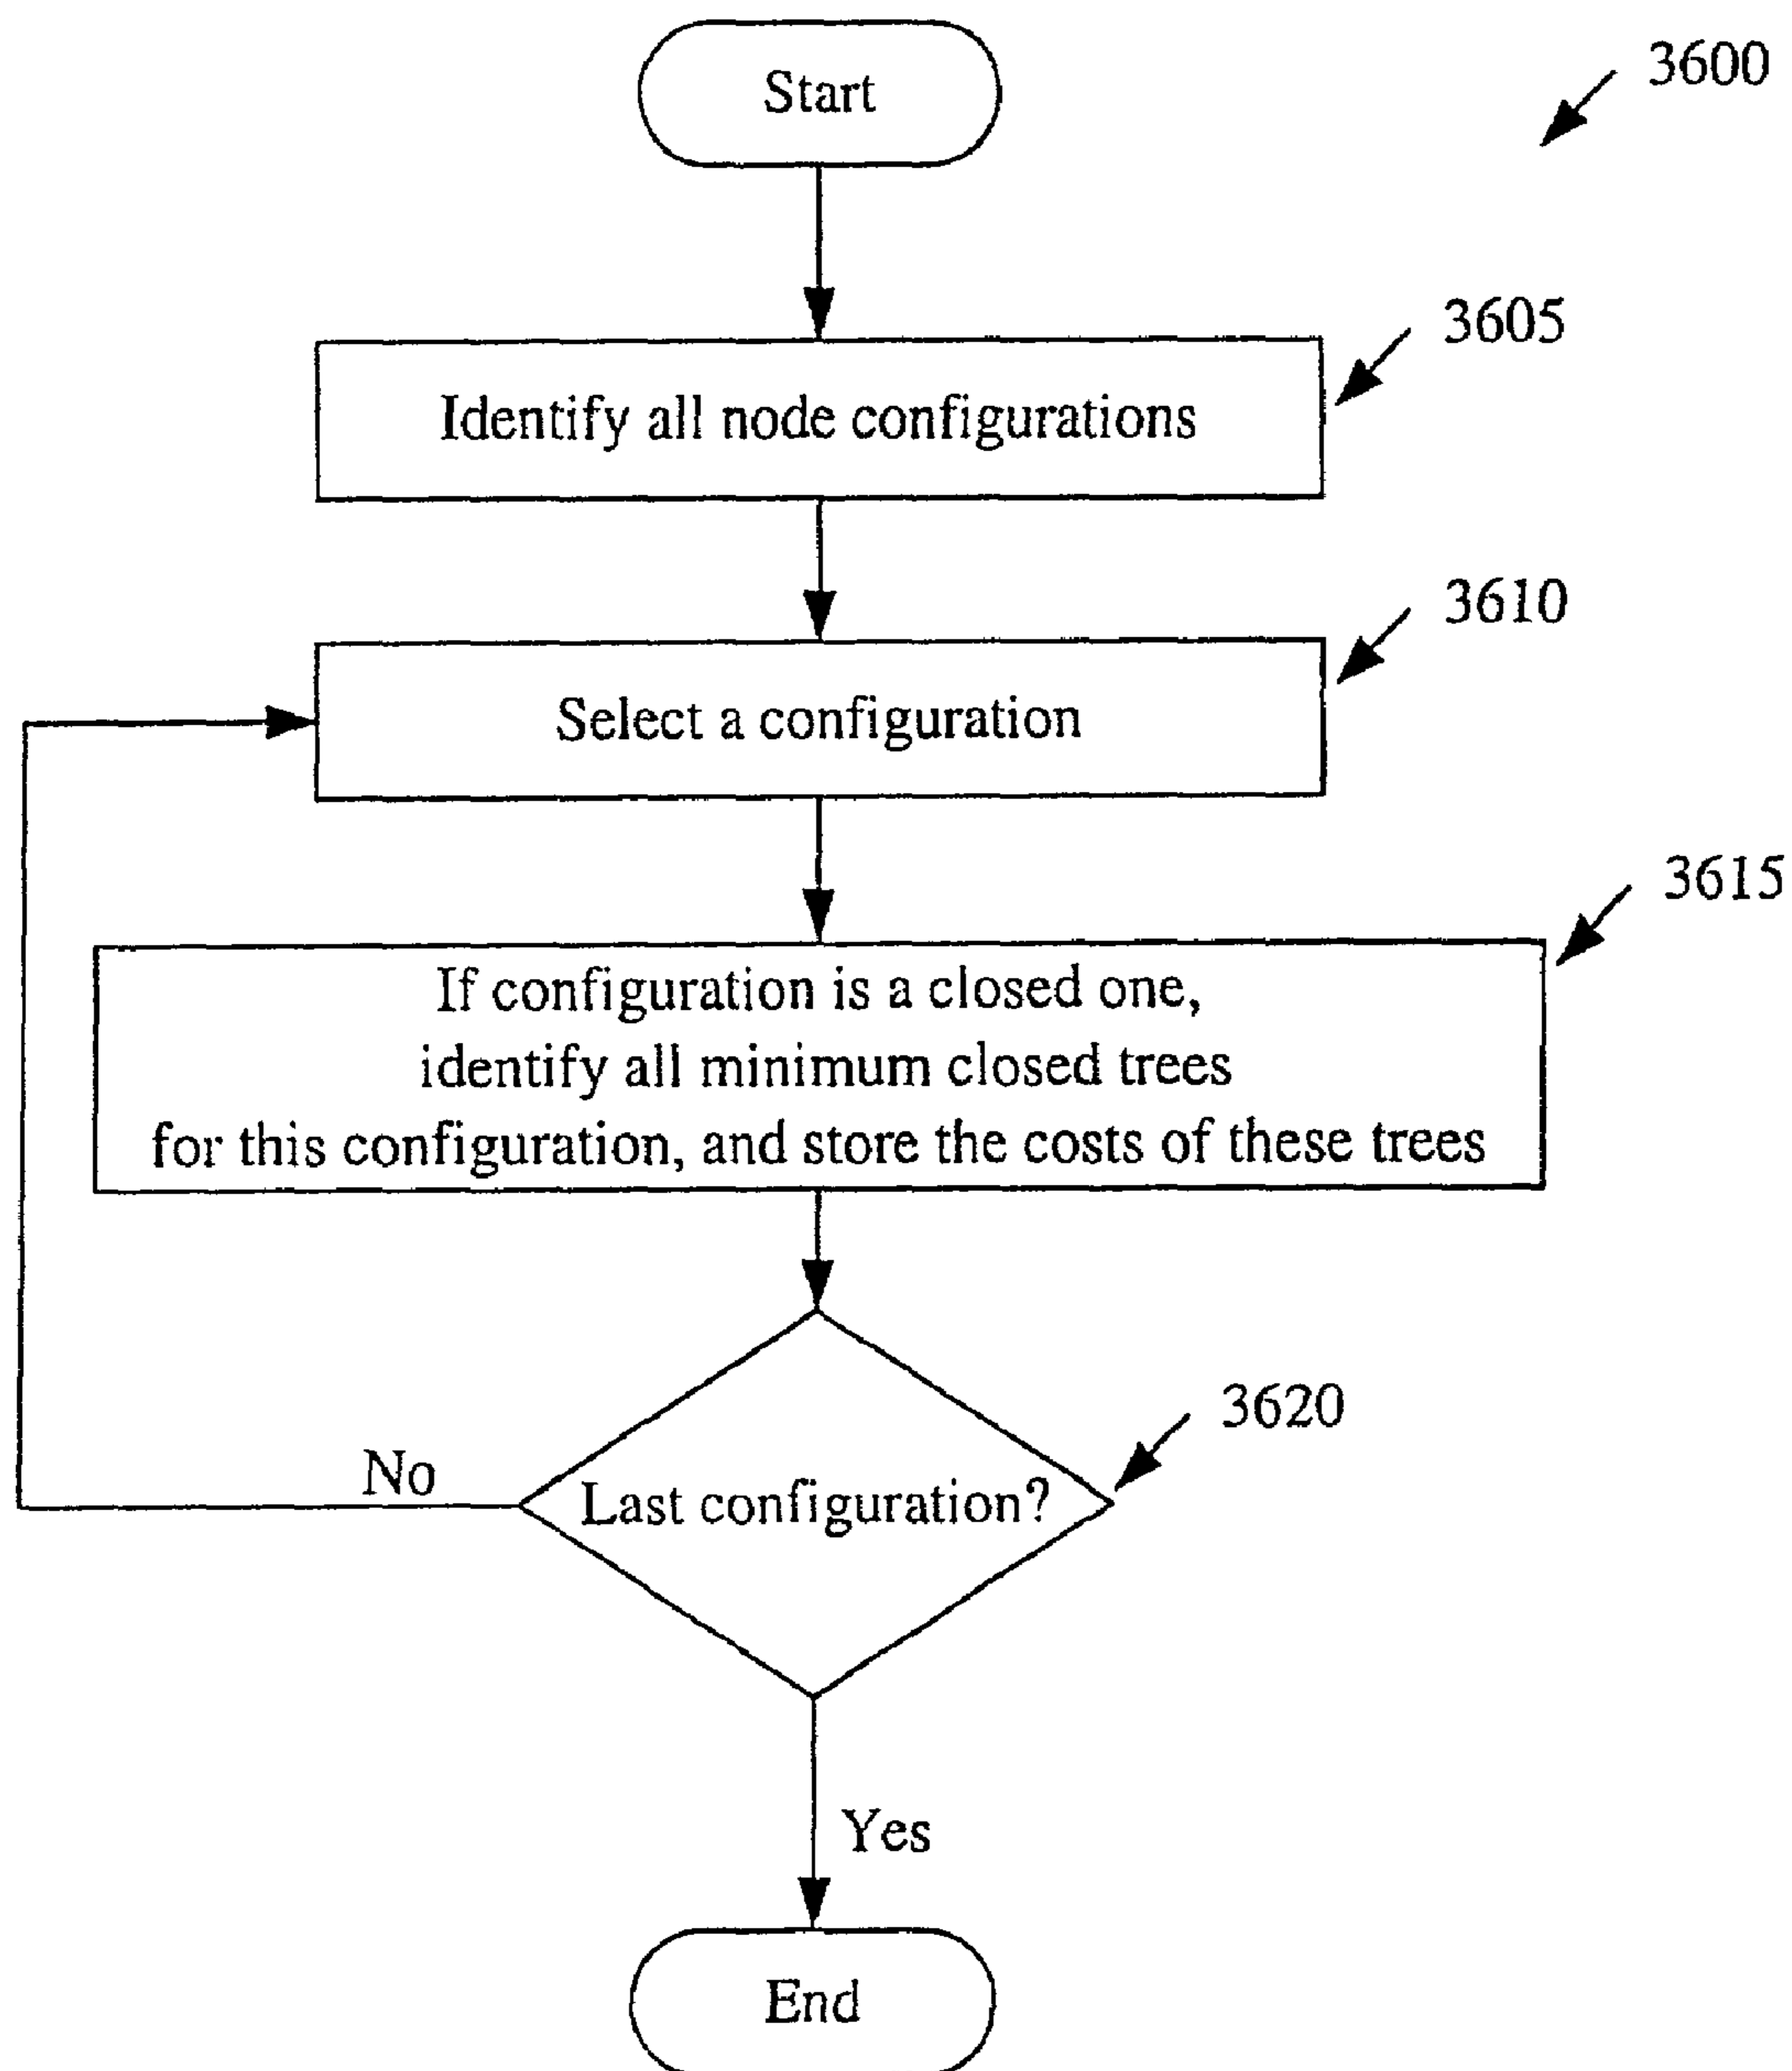 Start
3600
3605
Identify all node configurations
3610
Select a configuration
3615
If configuration is a closed one,
identify all minimum closed trees
for this configuration, and store the costs of these trees
3620
Last configuration?
No
Yes
End